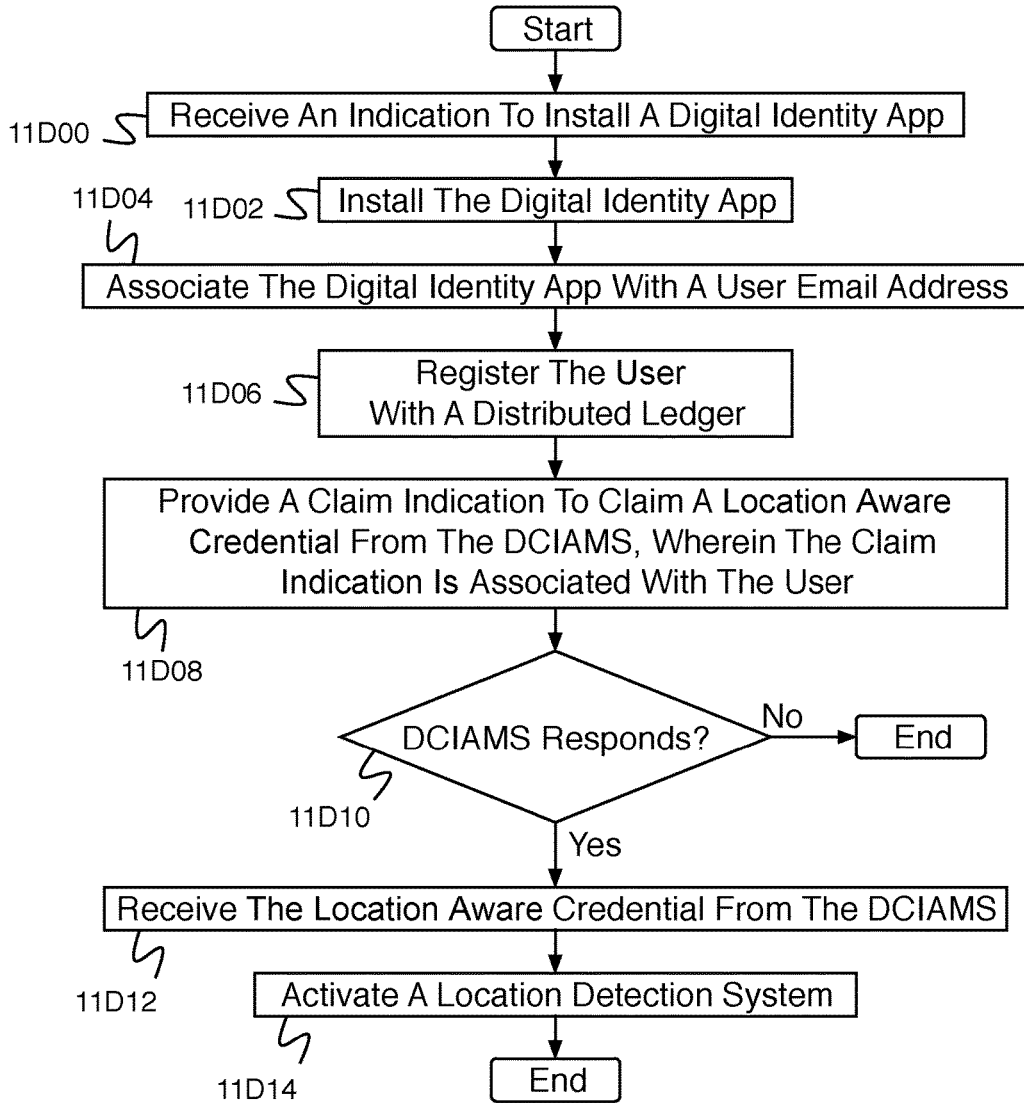 Start
Receive An Indication To Install A Digital Identity App
11D00
Install The Digital Identity App
11D02
11D04
Associate The Digital Identity App With A User Email Address
Register The User
With A Distributed Ledger
11D06
Provide A Claim Indication To Claim A Location Aware
Credential From The DCIAMS, Wherein The Claim
Indication Is Associated With The User
11D08
DCIAMS Responds?
No
End
11D10
Yes
Receive The Location Aware Credential From The DCIAMS
11D12
Activate A Location Detection System
11D14
End